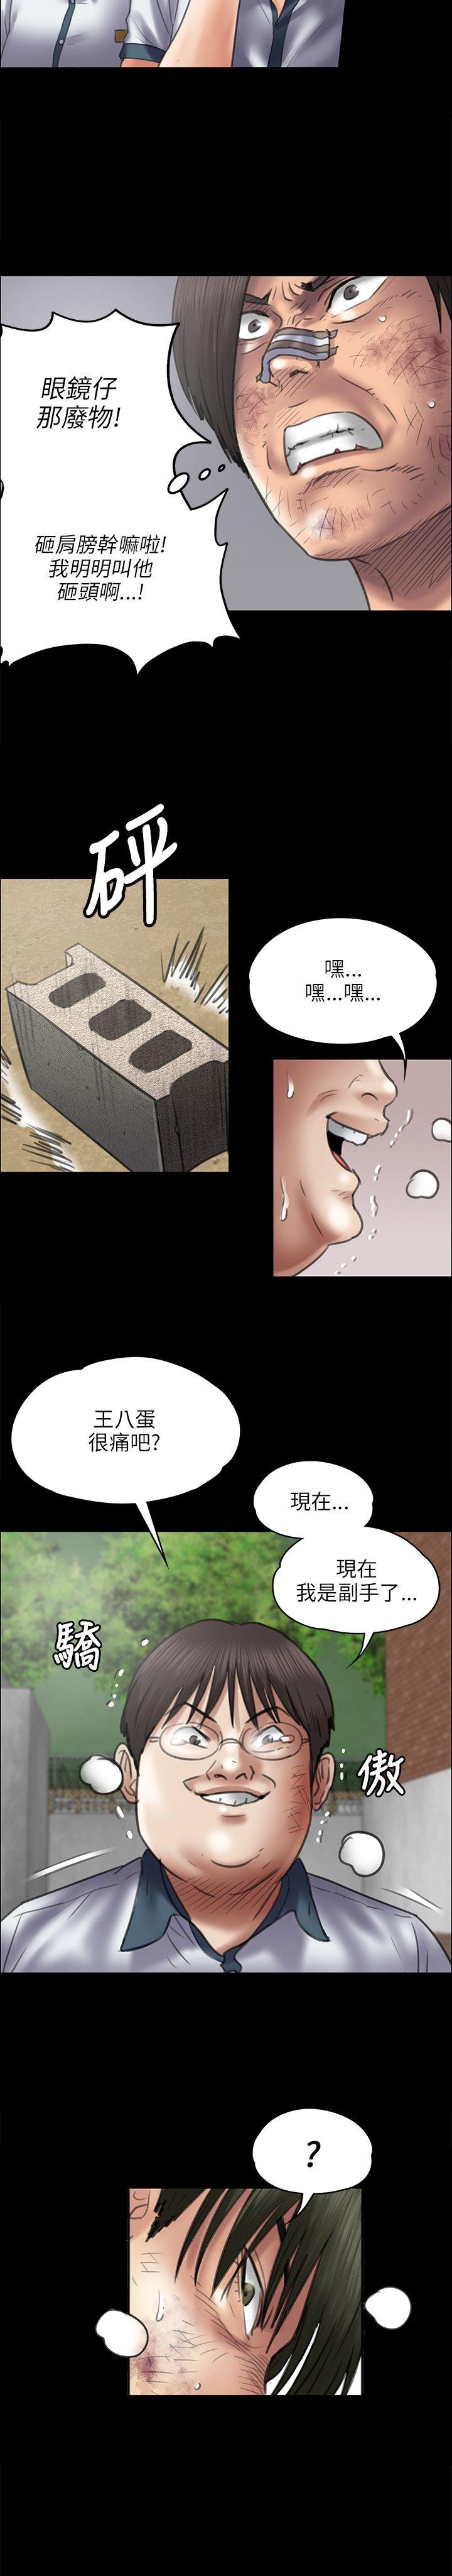 眼鏡仔
那廢物!
砸肩膀幹嘛啦!
我明明叫他
砸頭啊...!
砰
嘿...
嘿...嘿...
王八蛋
很痛吧?
現在...
現在
我是副手了...
驕
傲
?